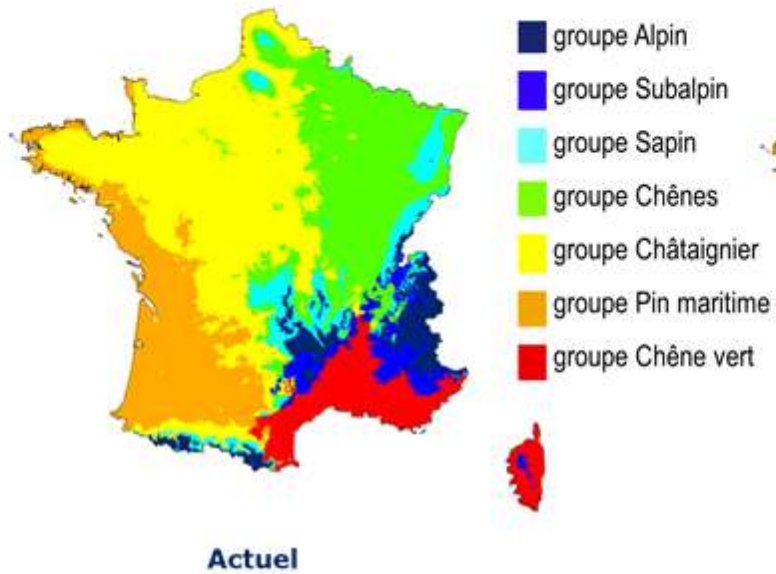 groupe Alpin
groupe Subalpin
groupe Sapin
groupe Chênes
groupe Châtaignier
groupe Pin maritime
groupe Chêne vert
Actuel